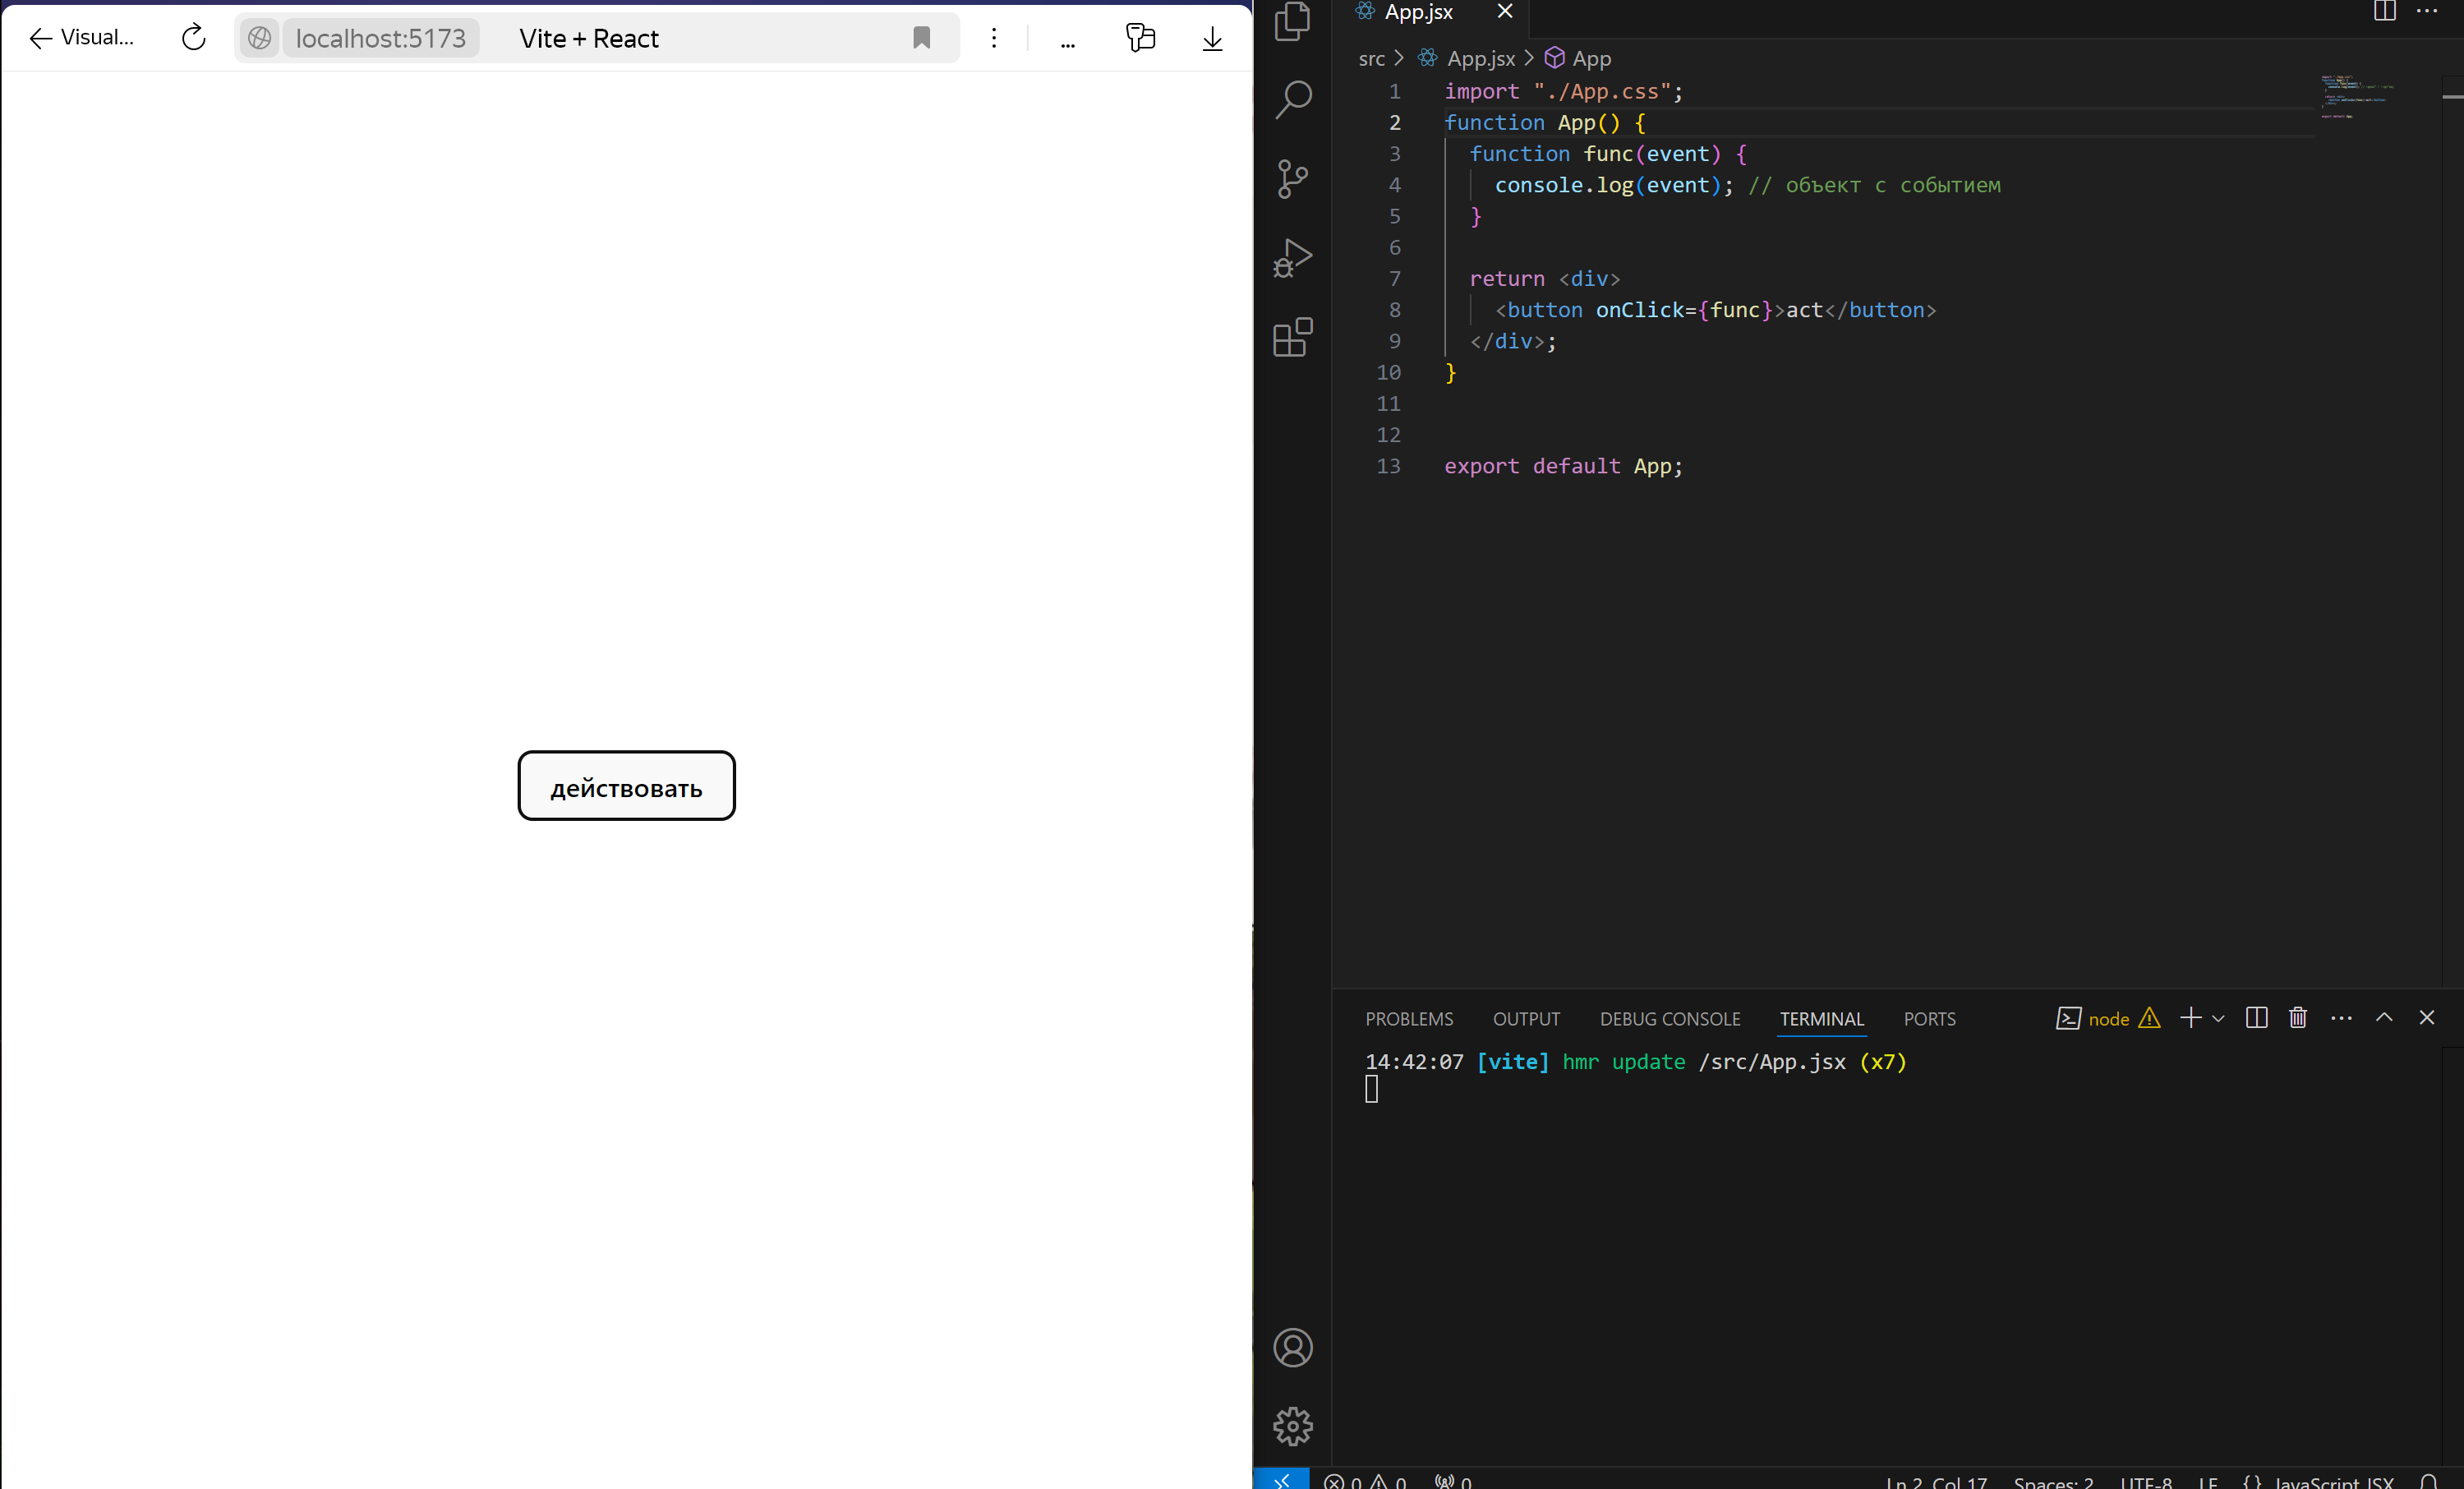 Visual...
localhost:5173
Vite + React
...
действовать
App.jsx
src > App.jsx > App
1 import "./App.css";
2 function App() {
3 function func(event) {
4 console.log(event); // объект с событием
5 }
6
7 return <div>
8 <button onClick={func}>act</button>
9 </div>;
10 }
11
12
13 export default App;
PROBLEMS OUTPUT DEBUG CONSOLE TERMINAL PORTS
node
14:42:07 [vite] hmr update /src/App.jsx (x7)
0 0 0
Ln 2, Col 17 Spaces: 2 UTF-8 LF {} JavaScript JSX